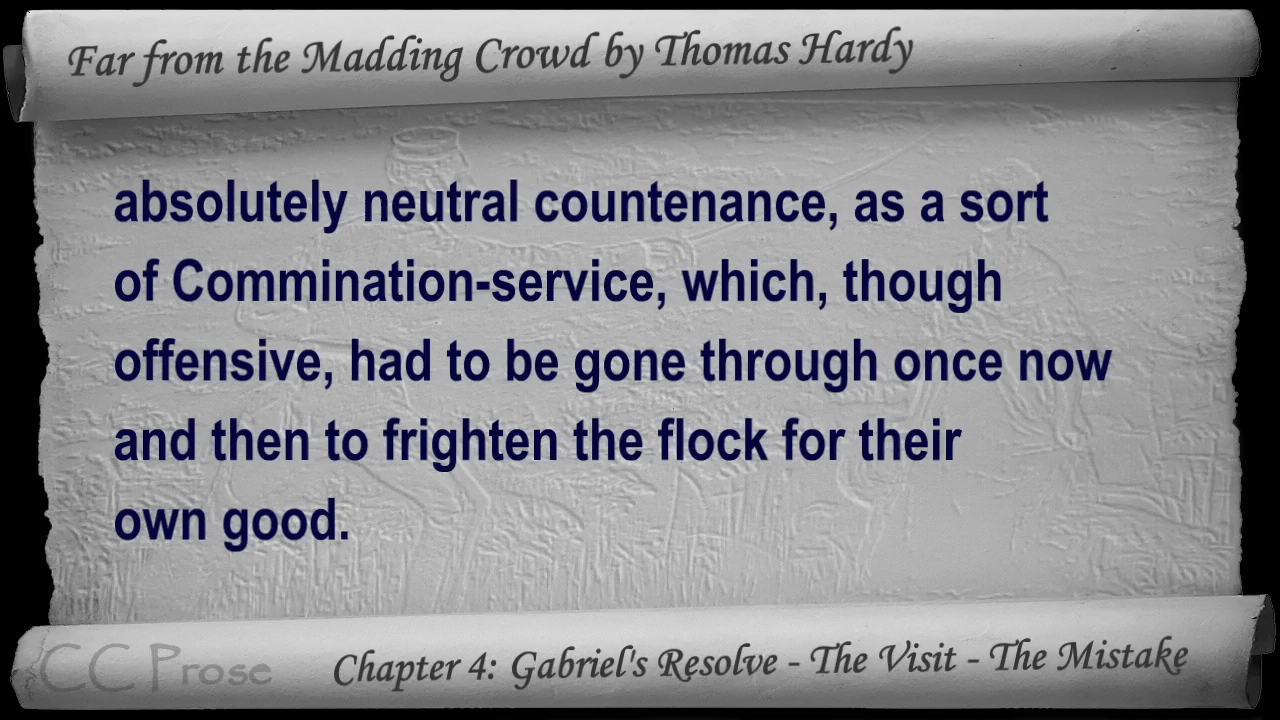 Far from the Madding Crowd by Thomas Hardy
absolutely neutral countenance, as a sort
of Commination-service, which, though
offensive, had to be gone through once now
and then to frighten the flock for their
own good.
CC Prose
Chapter 4: Gabriel's Resolve - The Visit - The Mistake